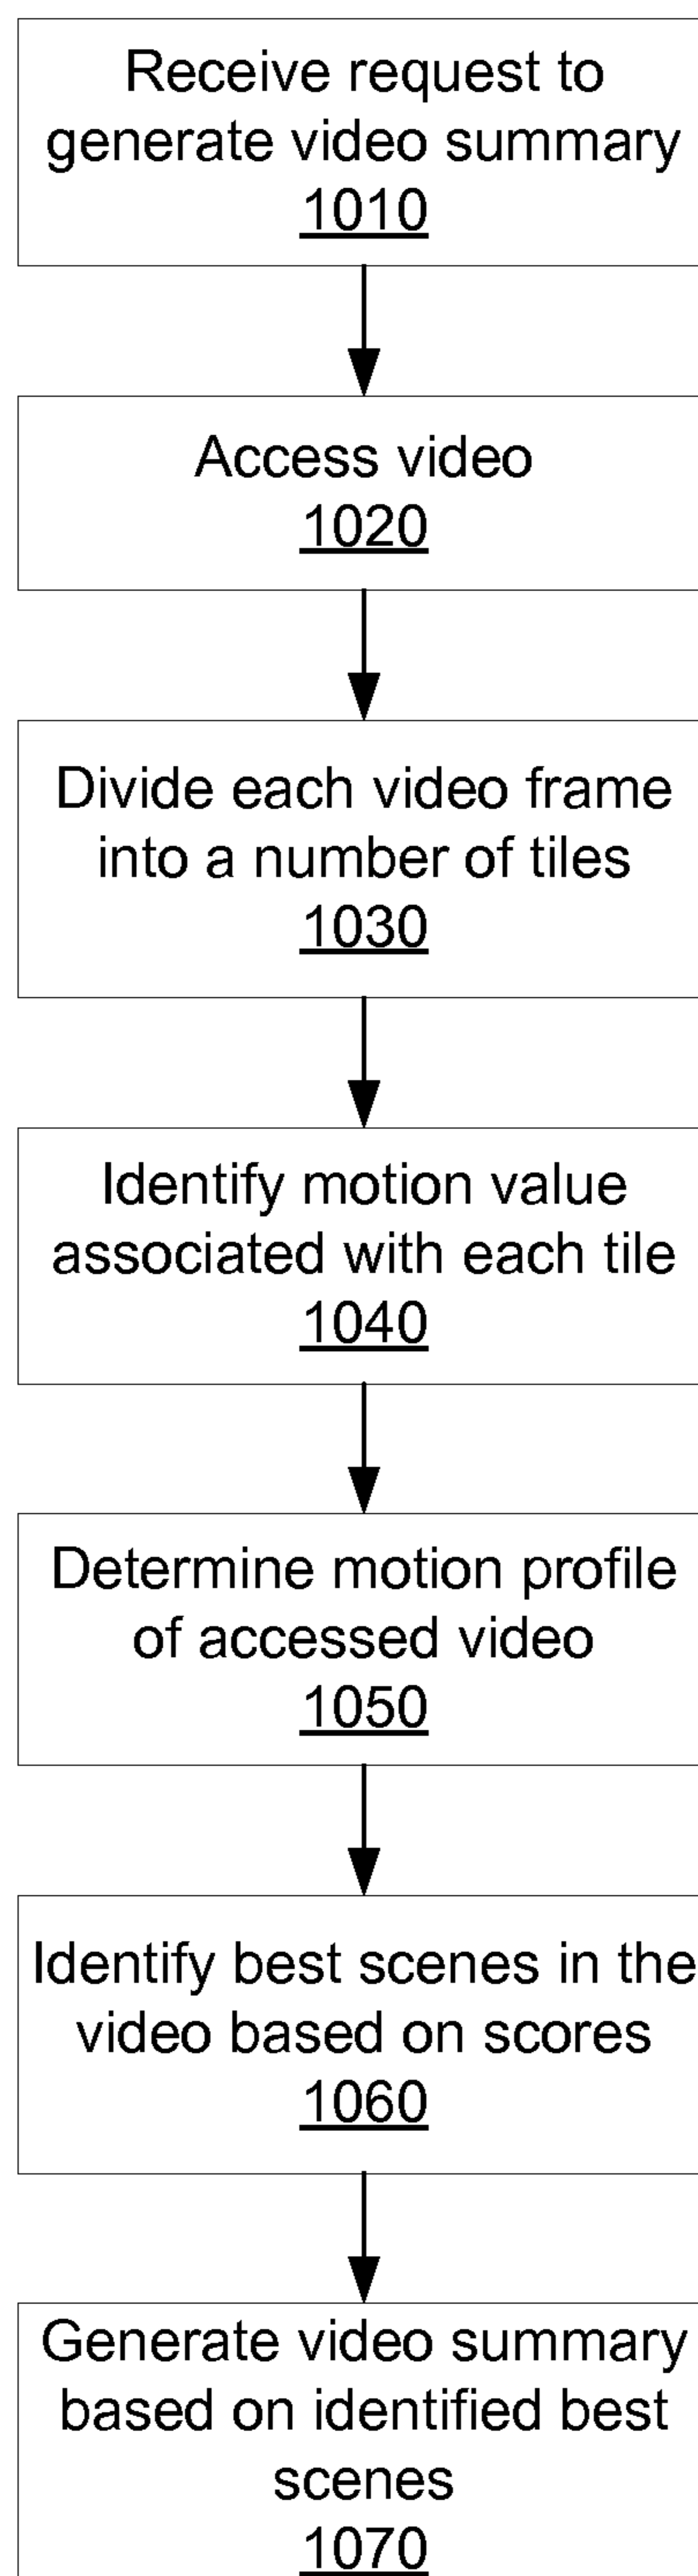 Receive request to
generate video summary
1010
Access video
1020
Divide each video frame
into a number of tiles
1030
Identify motion value
associated with each tile
1040
Determine motion profile
of accessed video
1050
Identify best scenes in the
video based on scores
1060
Generate video summary
based on identified best
scenes
1070